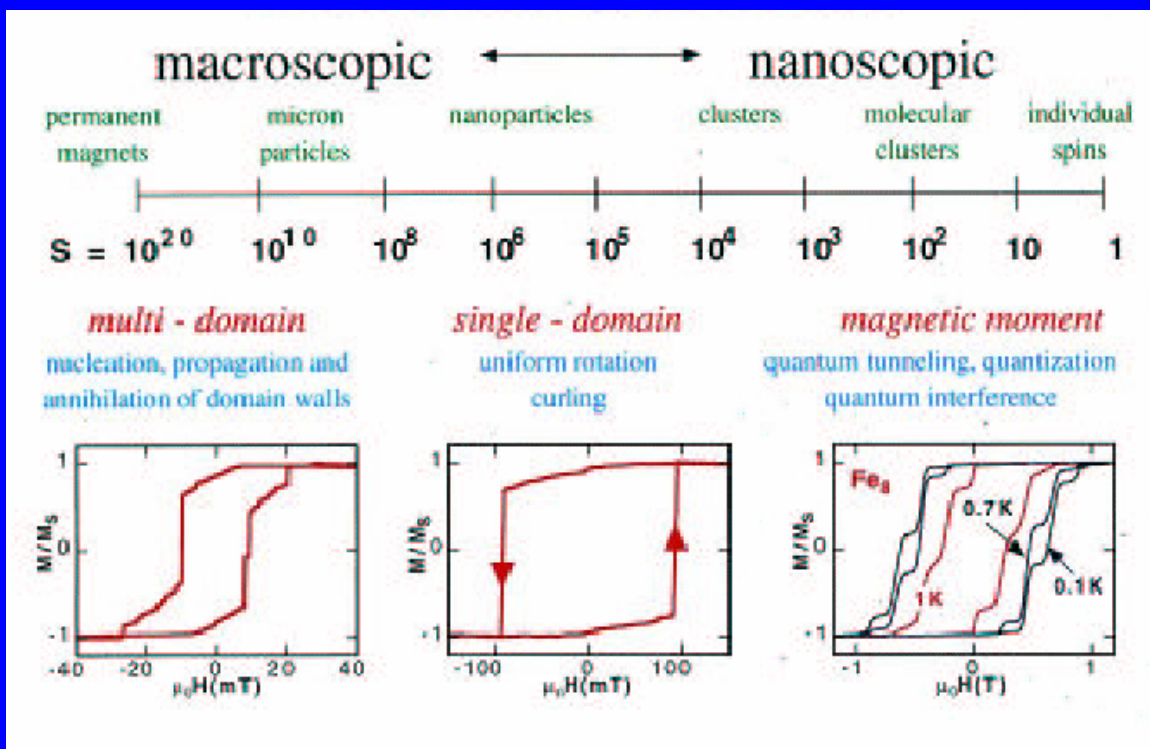 macroscopic nanoscopic
permanent magnets
micron particles
nanoparticles
clusters
molecular clusters
individual spins
S = 10²⁰ 10¹⁰ 10⁸ 10⁶ 10⁵ 10⁴ 10³ 10² 10 1
multi - domain
nucleation, propagation and
annihilation of domain walls
single - domain
uniform rotation
curling
magnetic moment
quantum tunneling, quantization
quantum interference
M/M_S
1
0
-1
-40 -20 0 20 40
μ₀H(mT)
M/M_S
1
0
-1
-100 0 100
μ₀H(mT)
M/M_S
1
0
-1
Fe₈
0.7K
1K
0.1K
-1 0 1
μ₀H(T)